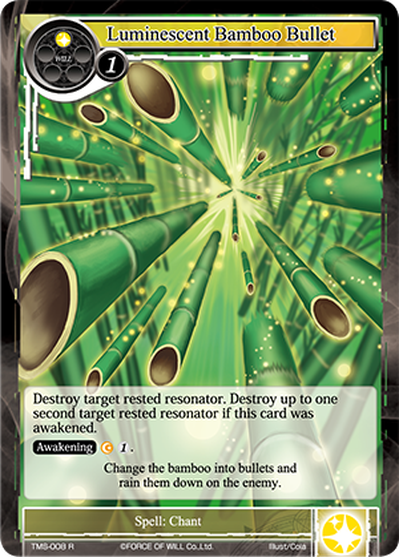 Luminescent Bamboo Bullet
WILL
1
Destroy target rested resonator. Destroy up to one
second target rested resonator if this card was
awakened.
Awakening 1.
Change the bamboo into bullets and
rain them down on the enemy.
Spell: Chant
TMS-008 R ©FORCE OF WILL Co.,Ltd. Illust/Cola